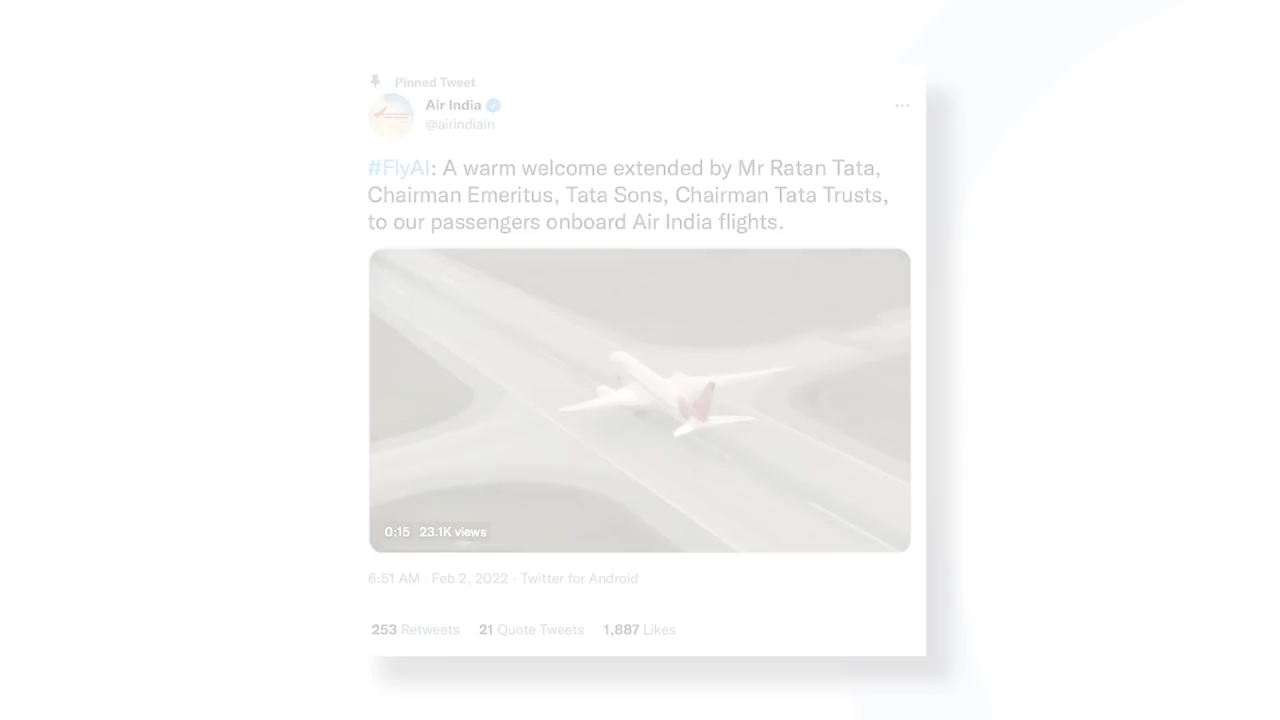 Pinned Tweet
Air India
@airindiain
#FlyAI: A warm welcome extended by Mr Ratan Tata,
Chairman Emeritus, Tata Sons, Chairman Tata Trusts,
to our passengers onboard Air India flights.
0:15 23.1K views
6:51 AM · Feb 2, 2022 · Twitter for Android
253 Retweets 21 Quote Tweets 1,887 Likes